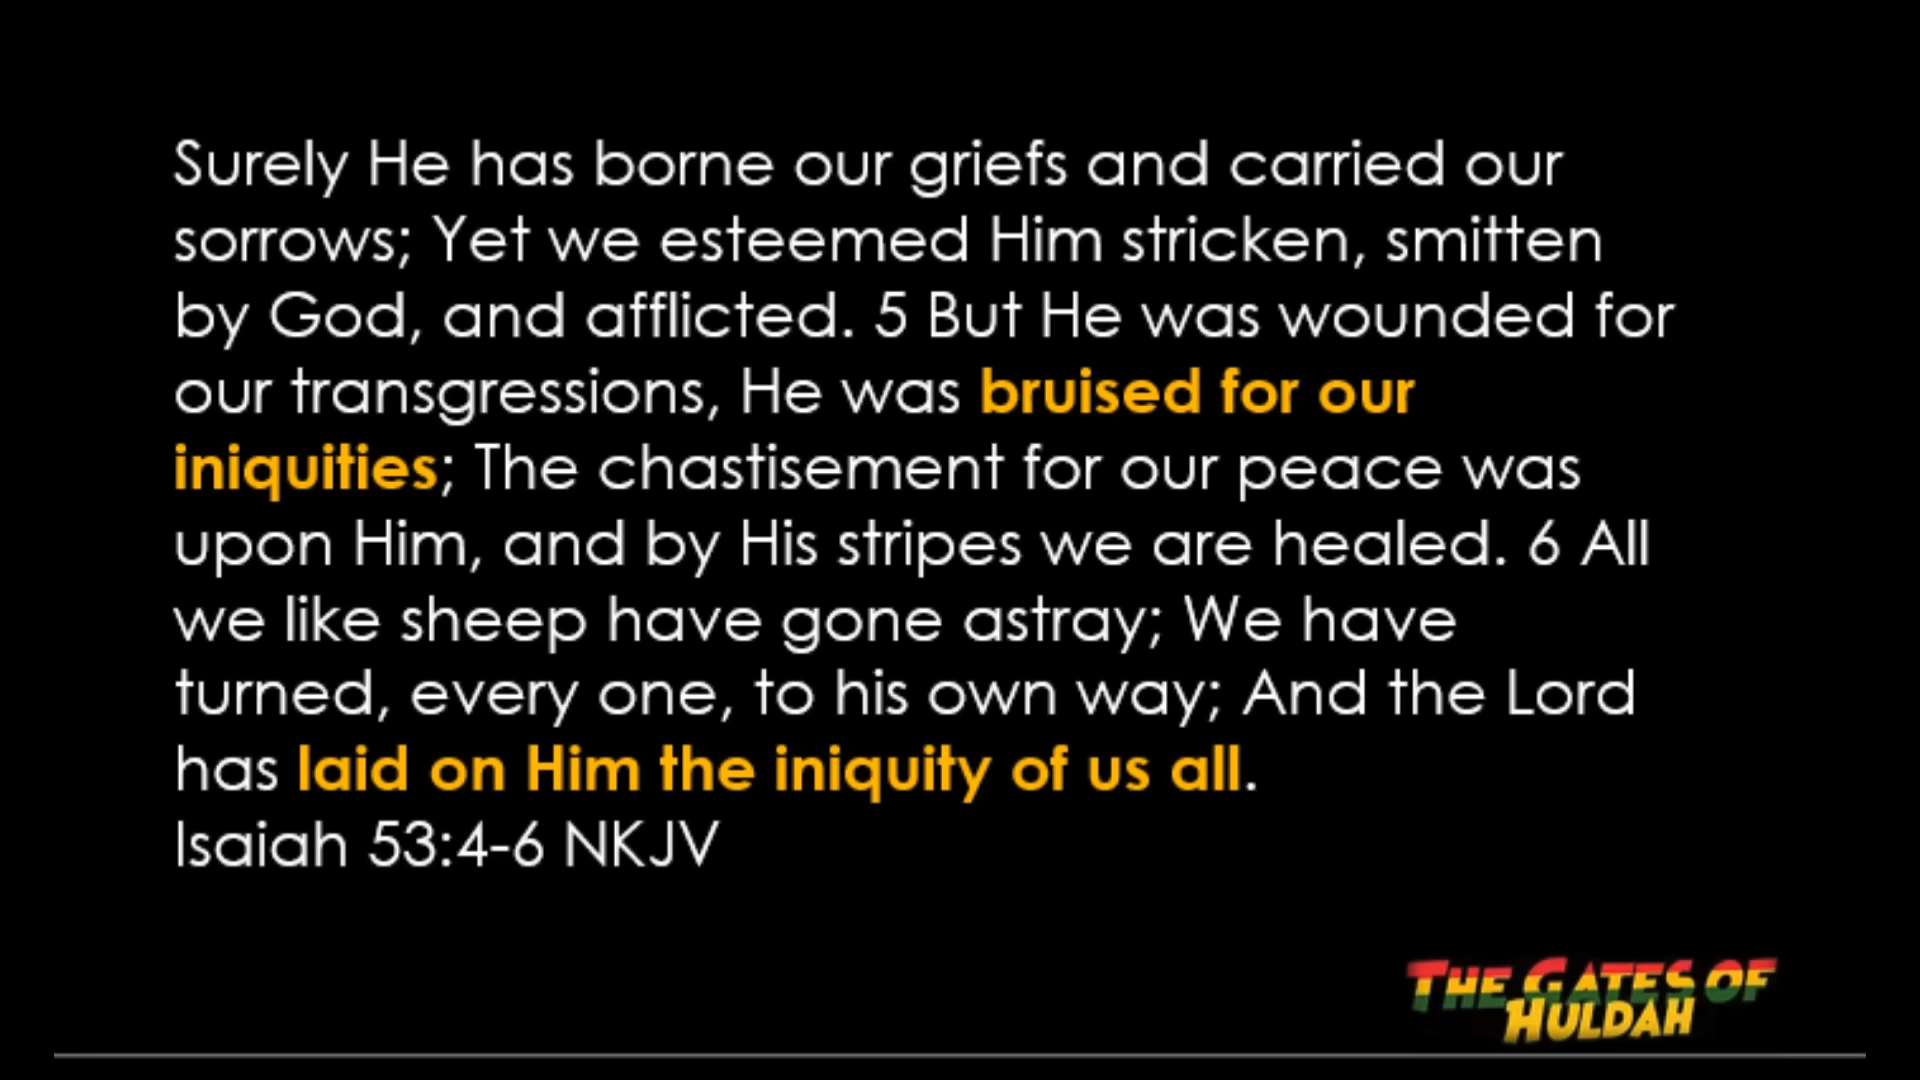 Surely He has borne our griefs and carried our
sorrows; Yet we esteemed Him stricken, smitten
by God, and afflicted. 5 But He was wounded for
our transgressions, He was bruised for our
iniquities; The chastisement for our peace was
upon Him, and by His stripes we are healed. 6 All
we like sheep have gone astray; We have
turned, every one, to his own way; And the Lord
has laid on Him the iniquity of us all.
Isaiah 53:4-6 NKJV
THE GATES OF
HULDAH